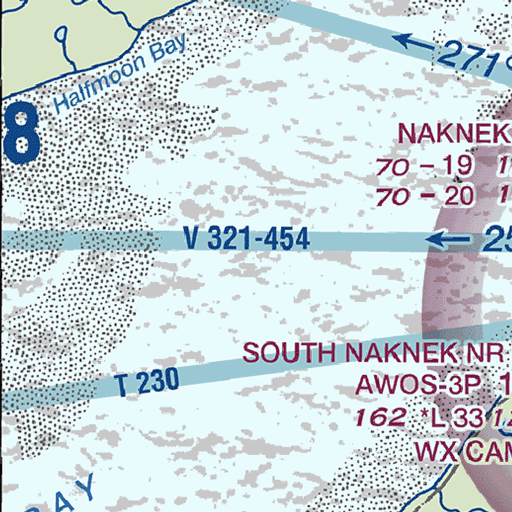 Halfmoon Bay
271°
8
NAKNEK
70 – 19
70 – 20
V 321-454
25
T 230
SOUTH NAKNEK NR
AWOS-3P
162 *L 33
WX CAM
BAY